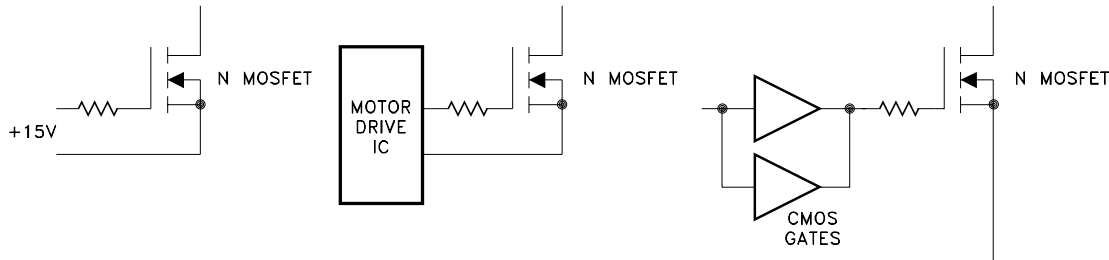 N MOSFET
+15V
MOTOR
DRIVE
IC
N MOSFET
CMOS
GATES
N MOSFET